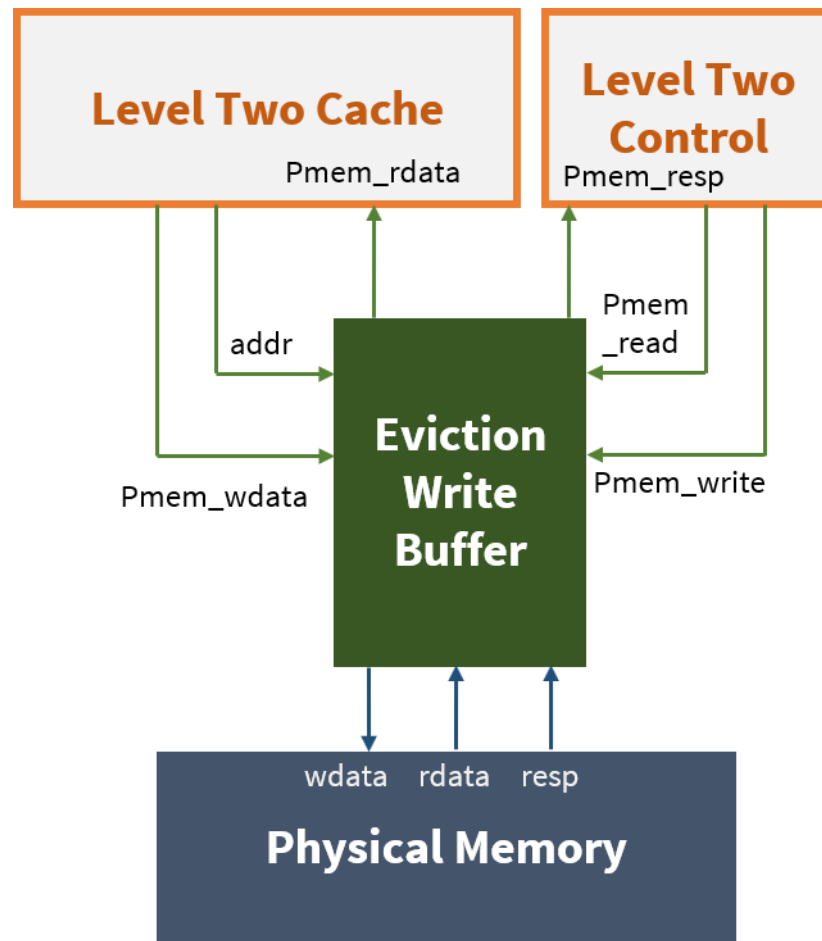 Level Two Cache
Level Two
Control
Pmem_rdata
Pmem_resp
addr
Pmem
_read
Eviction
Write
Buffer
Pmem_wdata
Pmem_write
wdata rdata resp
Physical Memory